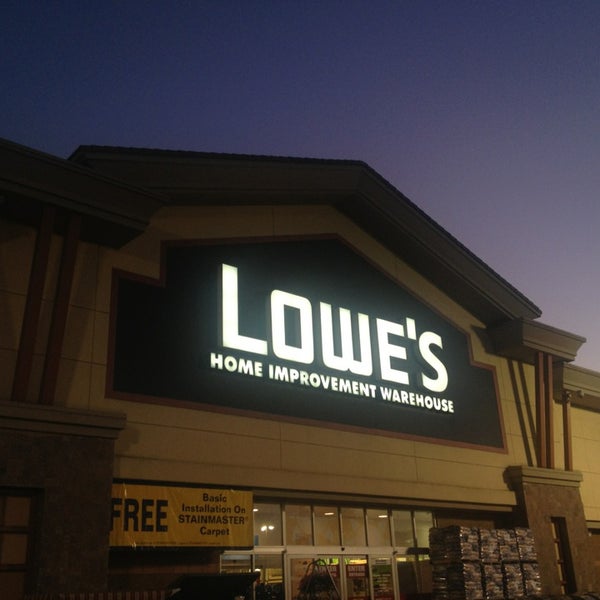 LOWE'S
HOME IMPROVEMENT WAREHOUSE
FREE
Basic
Installation On
STAINMASTER®
Carpet